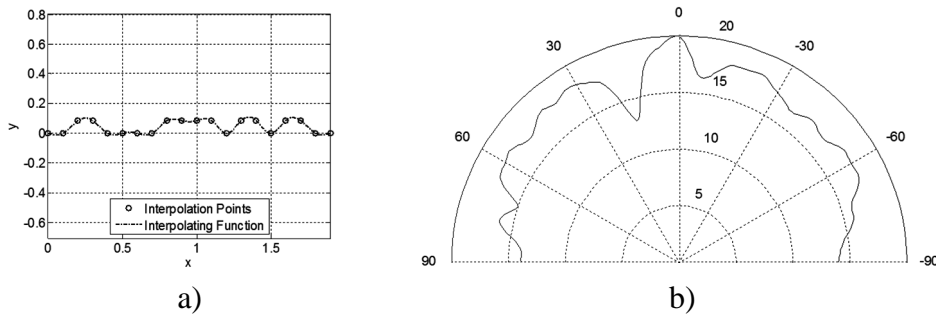 0.8
0.6
0.4
0.2
0
-0.2
-0.4
-0.6
y
0 0.5 1 1.5
x
Interpolation Points
Interpolating Function
a)
0
30 20 -30
15
60 10 -60
5
90 -90
b)